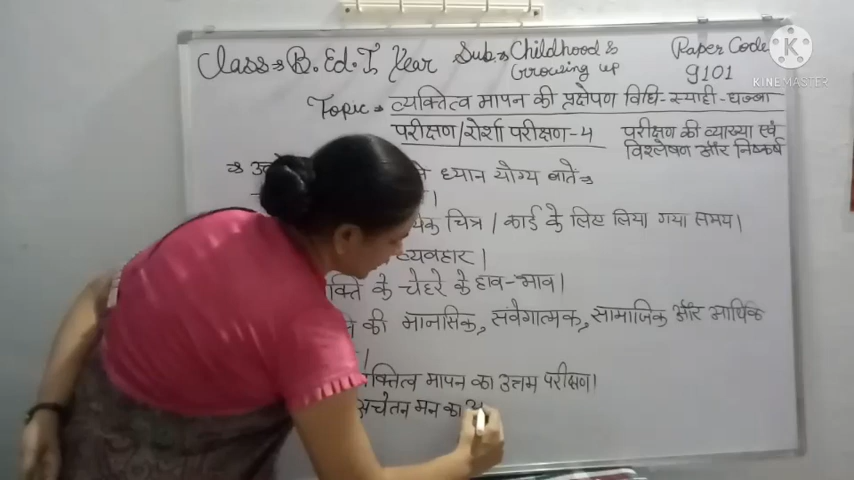 Class→ B. Ed. I Year Sub.→ Childhood & Growing up Paper Code 9101
Topic→ व्यक्तित्व मापन की प्रक्षेपण विधि-स्याही-धब्बा
परीक्षण/रोर्शा परीक्षण-4 परीक्षण की व्याख्या एवं
विश्लेषण और निष्कर्ष
ध्यान योग्य बातें→
चित्र / कार्ड के लिए लिया गया समय।
व्यवहार।
के चेहरे के हाव-भाव।
की मानसिक, संवेगात्मक, सामाजिक और
मापन का उत्तम परीक्षण।
अचेतन मन का
K
KINEMASTER